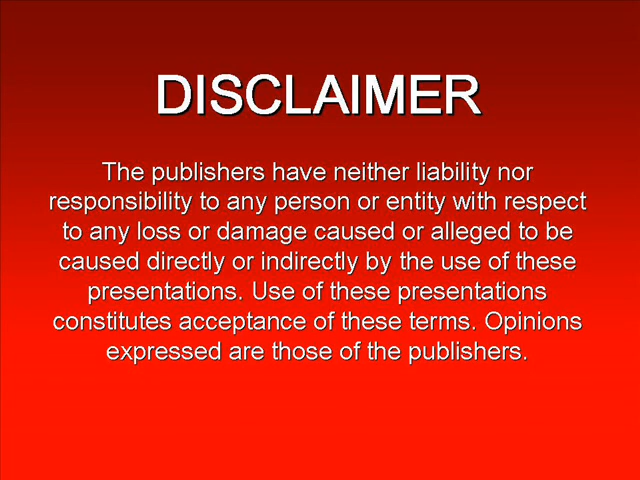 DISCLAIMER
The publishers have neither liability nor
responsibility to any person or entity with respect
to any loss or damage caused or alleged to be
caused directly or indirectly by the use of these
presentations. Use of these presentations
constitutes acceptance of these terms. Opinions
expressed are those of the publishers.